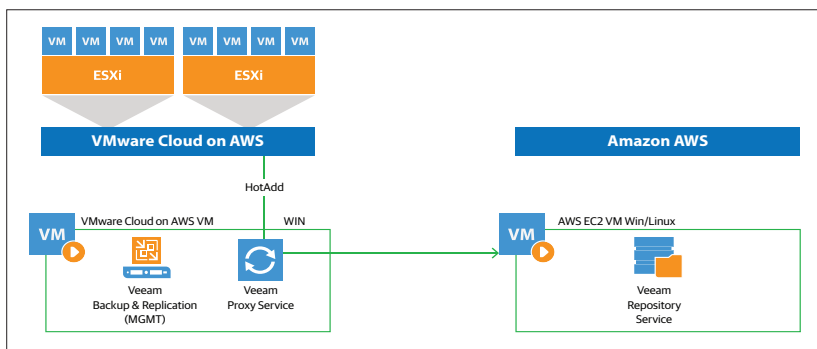 VM VM VM VM VM VM VM VM
ESXi ESXi
VMware Cloud on AWS Amazon AWS
HotAdd
VMware Cloud on AWS VM WIN AWS EC2 VM Win/Linux
VM VM
Veeam
Backup & Replication
(MGMT)
Veeam
Proxy Service
Veeam
Repository
Service